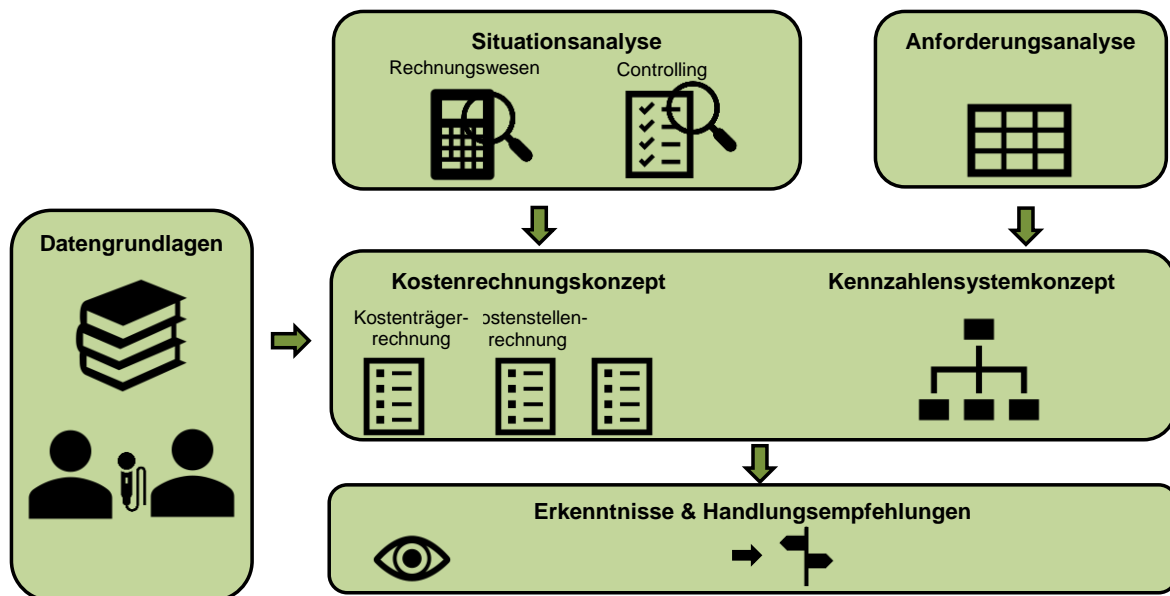 Situationsanalyse
Rechnungswesen
Controlling
Anforderungsanalyse
Datengrundlagen
Kostenrechnungskonzept
Kostenträger-
rechnung
ostenstellen-
rechnung
Kennzahlensystemkonzept
Erkenntnisse & Handlungsempfehlungen